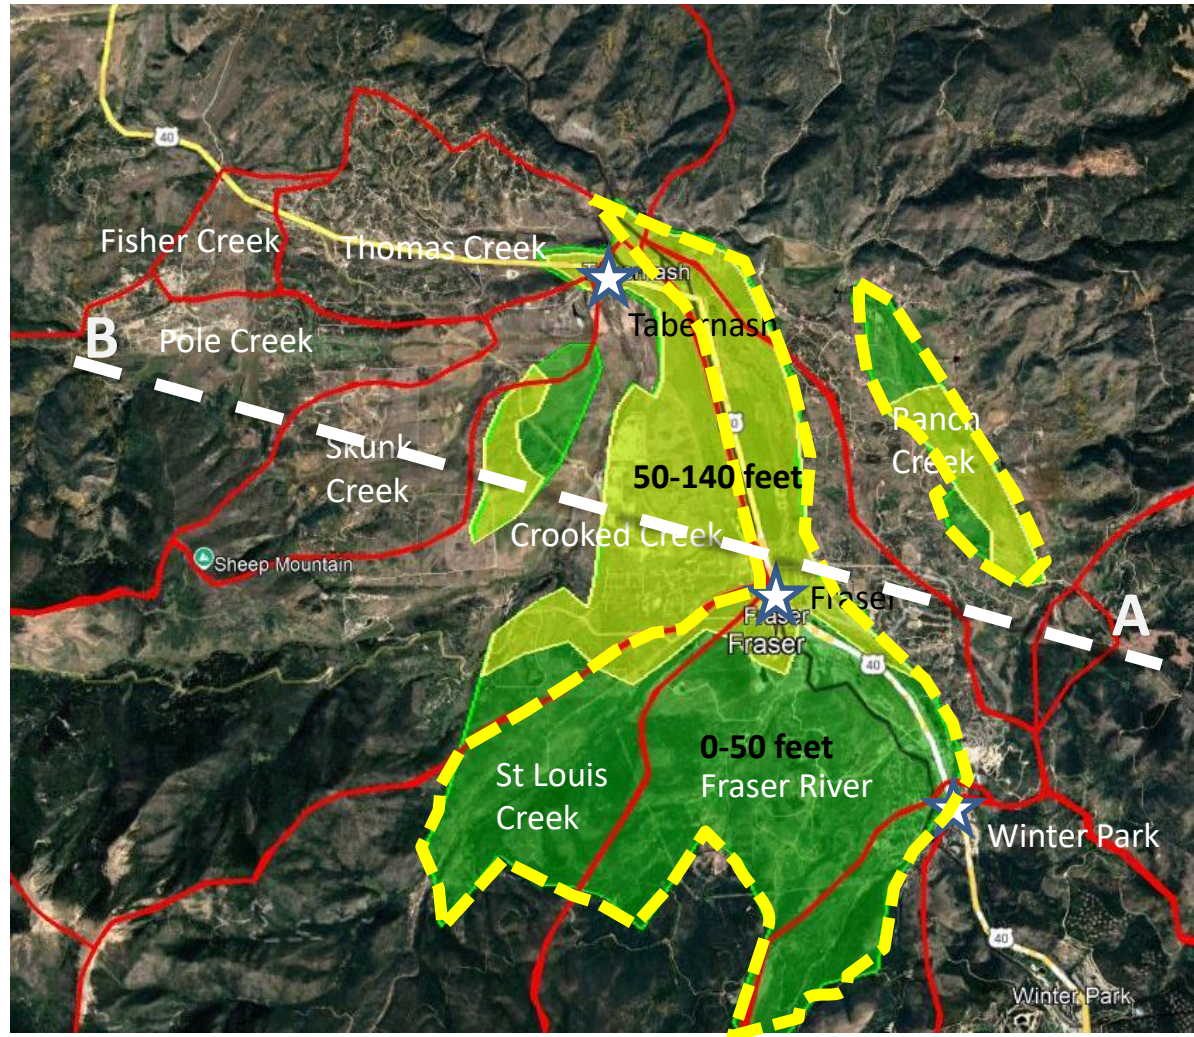 40
Fisher Creek
Thomas Creek
Tabernash
B
Pole Creek
Ranch
Creek
Skunk
Creek
50-140 feet
Crooked Creek
Sheep Mountain
Fraser
A
Fraser
Fraser
40
0-50 feet
St Louis
Creek
Fraser River
Winter Park
40
Winter Park